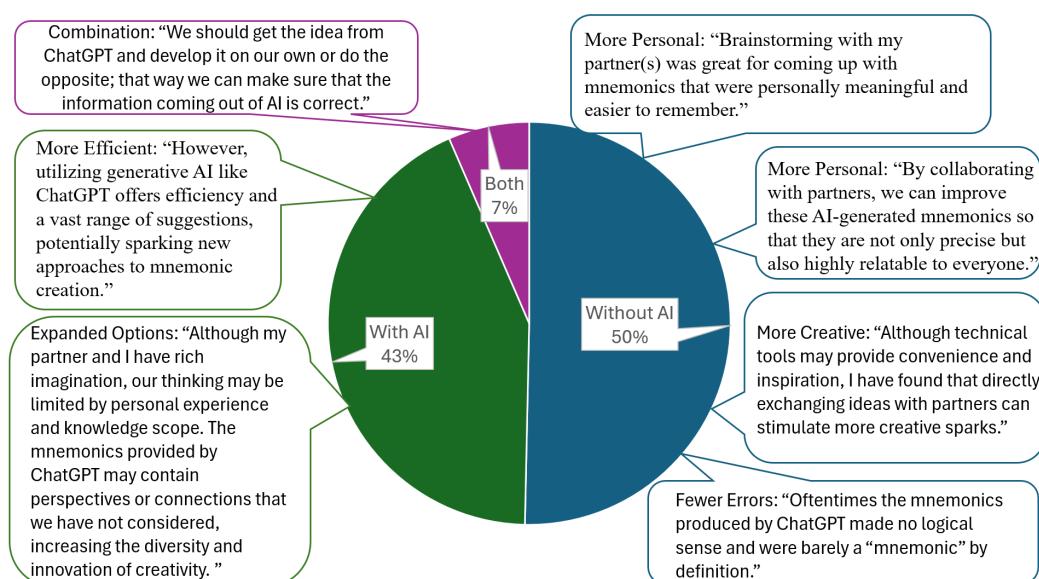 Combination: “We should get the idea from
ChatGPT and develop it on our own or do the
opposite; that way we can make sure that the
information coming out of AI is correct.”
More Efficient: “However,
utilizing generative AI like
ChatGPT offers efficiency and
a vast range of suggestions,
potentially sparking new
approaches to mnemonic
creation.”
Expanded Options: “Although my
partner and I have rich
imagination, our thinking may be
limited by personal experience
and knowledge scope. The
mnemonics provided by
ChatGPT may contain
perspectives or connections that
we have not considered,
increasing the diversity and
innovation of creativity. ”
Both
7%
With AI
43%
Without AI
50%
More Personal: “Brainstorming with my
partner(s) was great for coming up with
mnemonics that were personally meaningful and
easier to remember.”
More Personal: “By collaborating
with partners, we can improve
these AI-generated mnemonics so
that they are not only precise but
also highly relatable to everyone.”
More Creative: “Although technical
tools may provide convenience and
inspiration, I have found that directly
exchanging ideas with partners can
stimulate more creative sparks.”
Fewer Errors: “Oftentimes the mnemonics
produced by ChatGPT made no logical
sense and were barely a “mnemonic” by
definition.”